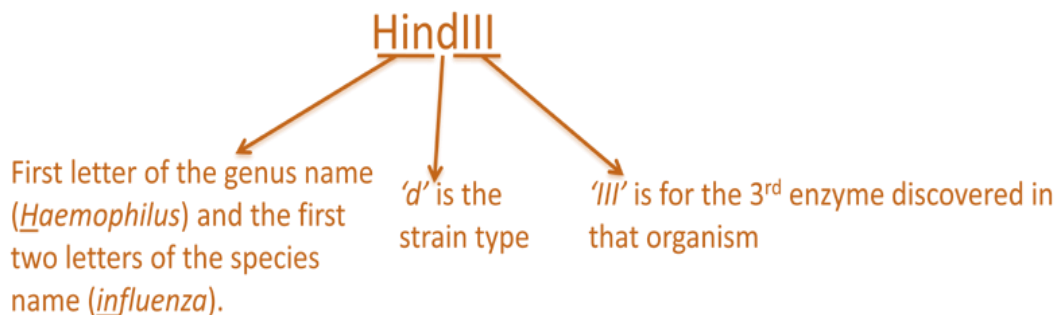 HindIII
First letter of the genus name
(Haemophilus) and the first
two letters of the species
name (influenza).
'd' is the
strain type
'III' is for the 3rd enzyme discovered in
that organism